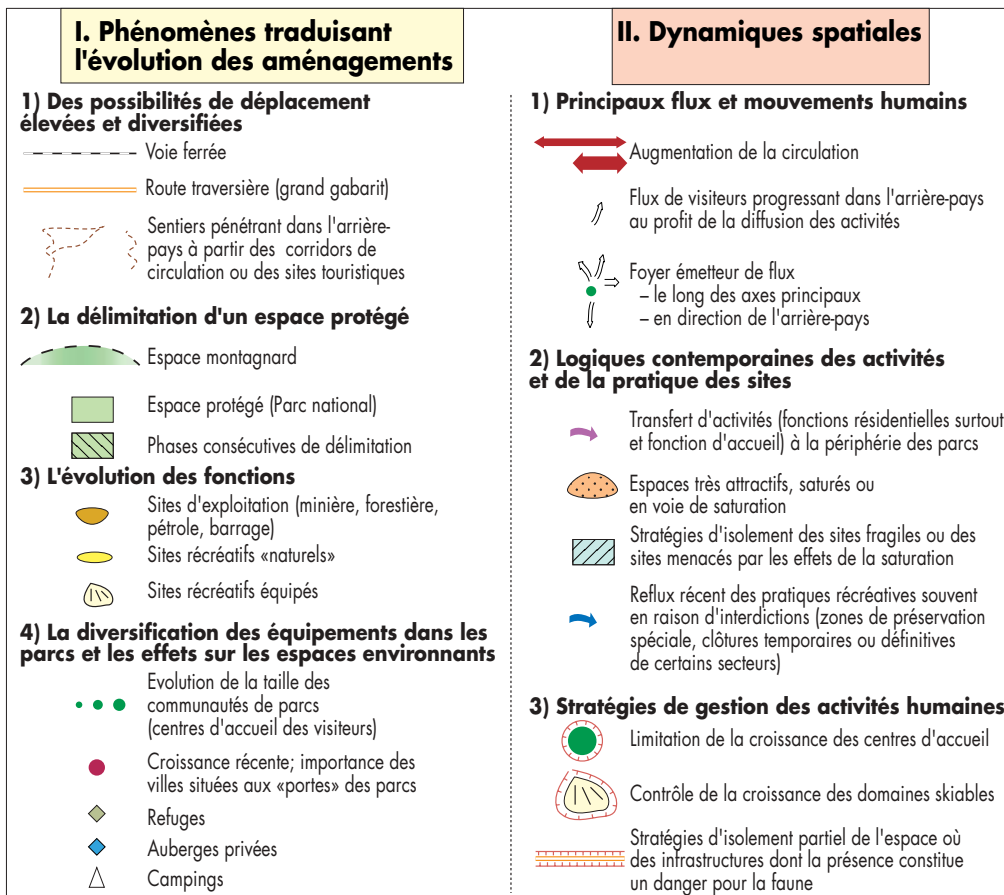 I. Phénomènes traduisant
l'évolution des aménagements
1) Des possibilités de déplacement
élevées et diversifiées
Voie ferrée
Route traversière (grand gabarit)
Sentiers pénétrant dans l'arrière-
pays à partir des corridors de
circulation ou des sites touristiques
2) La délimitation d'un espace protégé
Espace montagnard
Espace protégé (Parc national)
Phases consécutives de délimitation
3) L'évolution des fonctions
Sites d'exploitation (minière, forestière,
pétrole, barrage)
Sites récréatifs «naturels»
Sites récréatifs équipés
4) La diversification des équipements dans les
parcs et les effets sur les espaces environnants
Evolution de la taille des
communautés de parcs
(centres d'accueil des visiteurs)
Croissance récente; importance des
villes situées aux «portes» des parcs
Refuges
Auberges privées
Campings
II. Dynamiques spatiales
1) Principaux flux et mouvements humains
Augmentation de la circulation
Flux de visiteurs progressant dans l'arrière-pays
au profit de la diffusion des activités
Foyer émetteur de flux
– le long des axes principaux
– en direction de l'arrière-pays
2) Logiques contemporaines des activités
et de la pratique des sites
Transfert d'activités (fonctions résidentielles surtout
et fonction d'accueil) à la périphérie des parcs
Espaces très attractifs, saturés ou
en voie de saturation
Stratégies d'isolement des sites fragiles ou des
sites menacés par les effets de la saturation
Reflux récent des pratiques récréatives souvent
en raison d'interdictions (zones de préservation
spéciale, clôtures temporaires ou définitives
de certains secteurs)
3) Stratégies de gestion des activités humaines
Limitation de la croissance des centres d'accueil
Contrôle de la croissance des domaines skiables
Stratégies d'isolement partiel de l'espace où
des infrastructures dont la présence constitue
un danger pour la faune